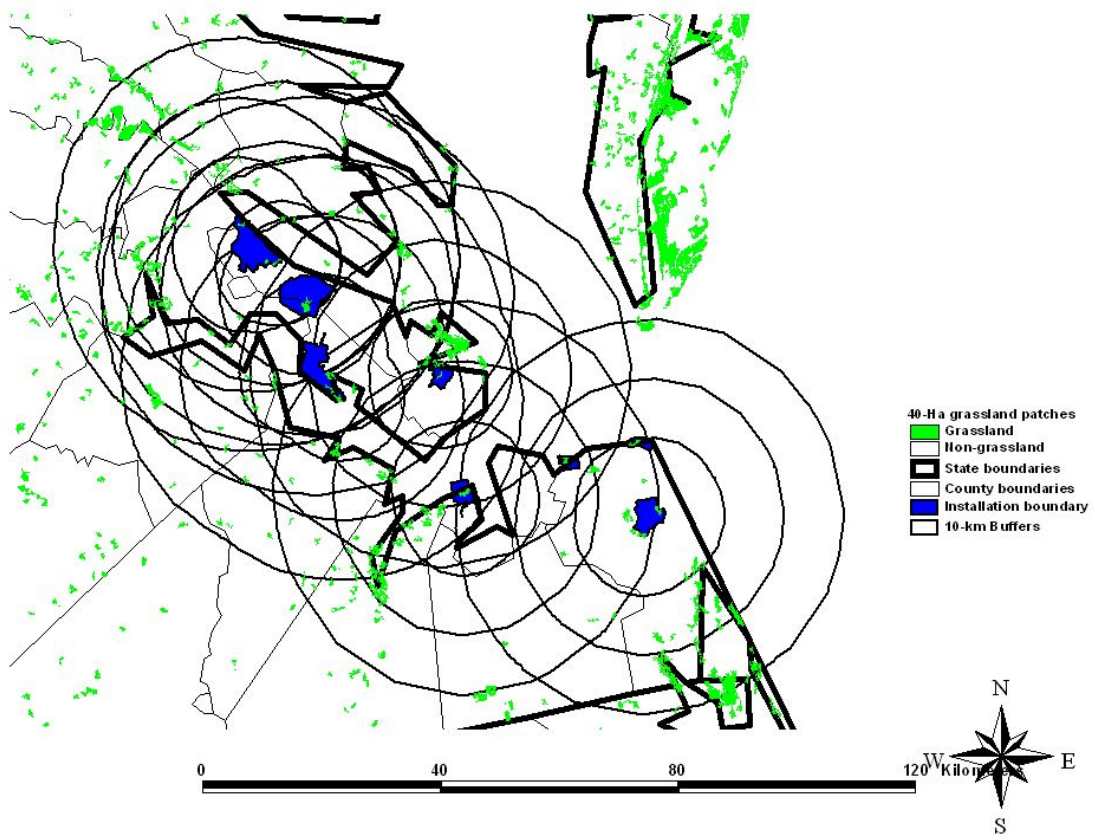 40-Ha grassland patches
Grassland
Non-grassland
State boundaries
County boundaries
Installation boundary
10-km Buffers
N
W E
S
0 40 80 120 Kilometers